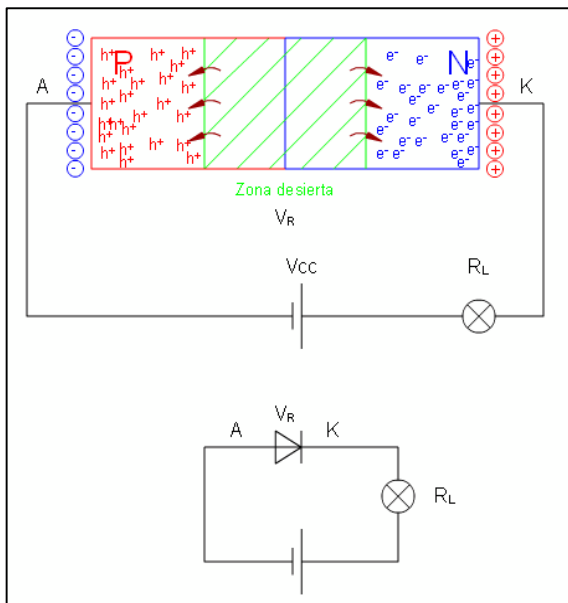 P N
A K
h+ h+ h+ h+ h+ h+ h+ h+ h+ h+ h+ h+ h+ h+ h+ h+ h+ h+ h+ h+
e- e- e- e- e- e- e- e- e- e- e- e- e- e- e- e- e- e- e- e- e- e- e- e-
Zona desierta
VR
Vcc RL
VR
A K
RL